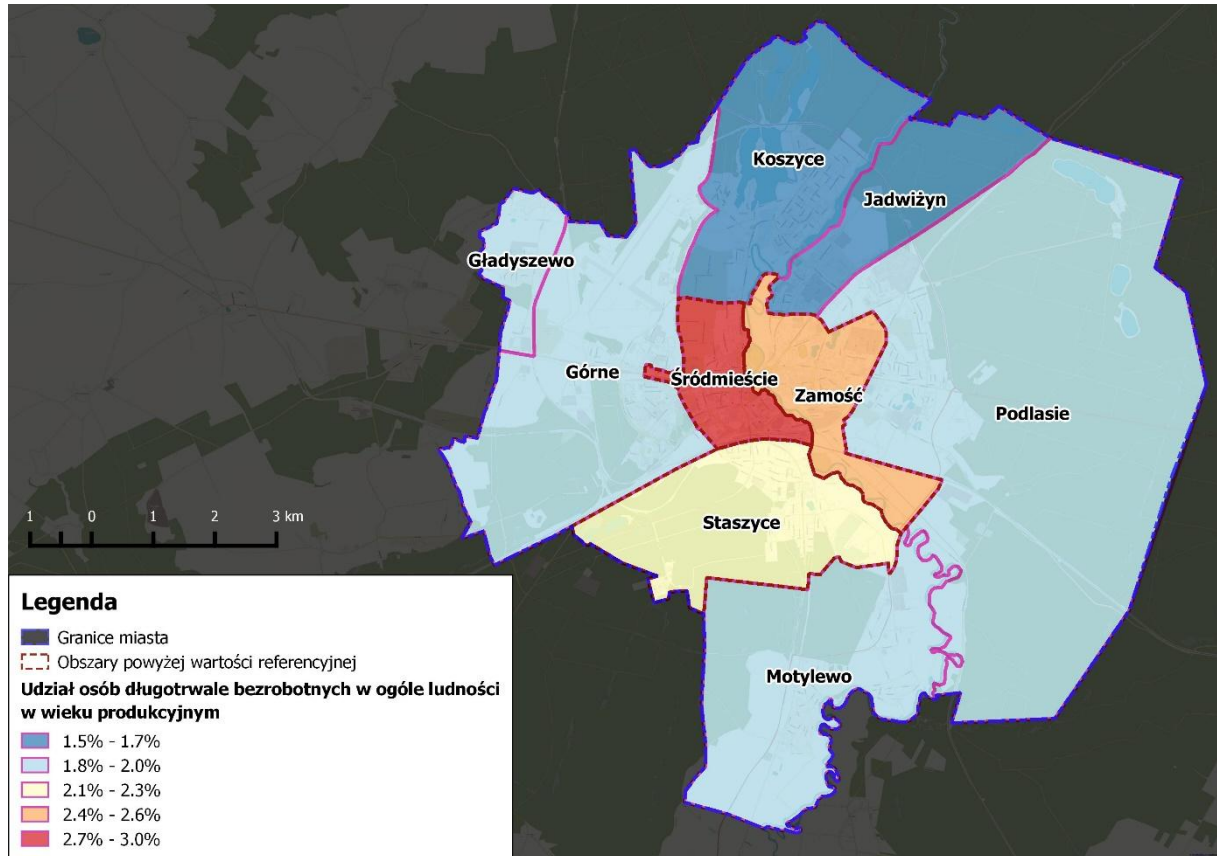 Koszyce
Jadwiżyn
Gładyszewo
Górne
Śródmieście
Zamość
Podlasie
Staszyce
Motylewo
1 0 1 2 3 km
Legenda
Granice miasta
Obszary powyżej wartości referencyjnej
Udział osób długotrwale bezrobotnych w ogóle ludności
w wieku produkcyjnym
1.5% - 1.7%
1.8% - 2.0%
2.1% - 2.3%
2.4% - 2.6%
2.7% - 3.0%